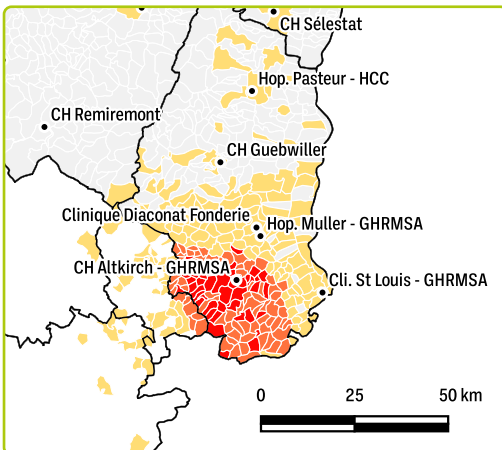 CH Sélestat
Hop. Pasteur - HCC
CH Remiremont
CH Guebwiller
Clinique Diaconat Fonderie
Hop. Muller - GHRMSA
CH Altkirch - GHRMSA
Cli. St Louis - GHRMSA
0 25 50 km